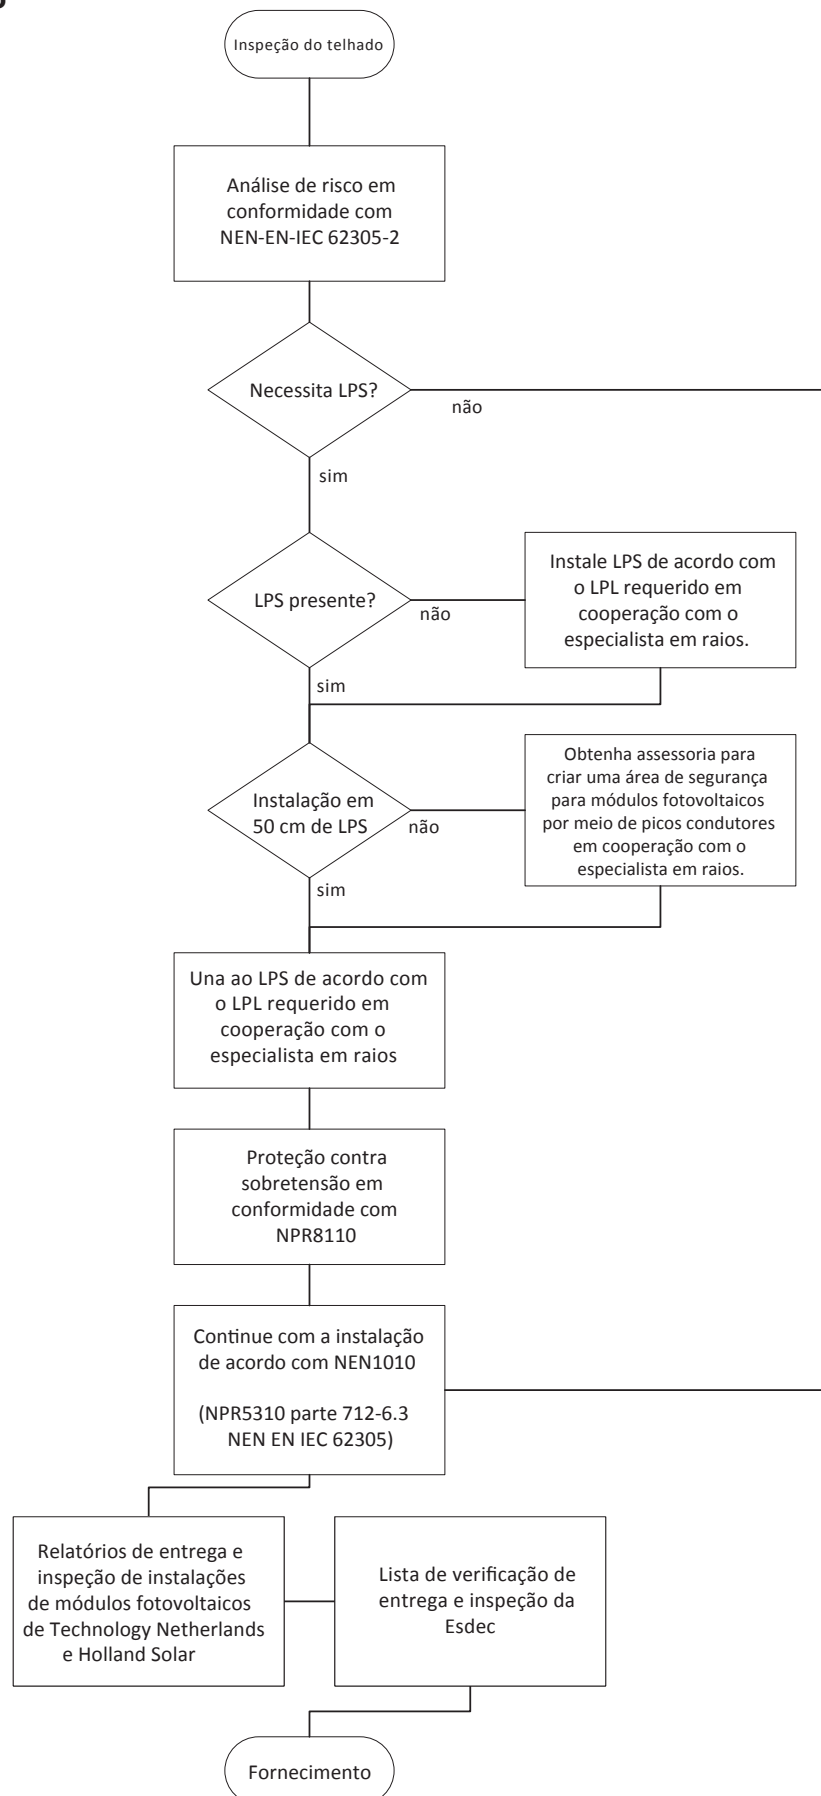 Inspeção do telhado
Análise de risco em
conformidade com
NEN-EN-IEC 62305-2
Necessita LPS?
não
sim
LPS presente?
não
Instale LPS de acordo com
o LPL requerido em
cooperação com o
especialista em raios.
sim
Instalação em
50 cm de LPS
não
Obtenha assessoria para
criar uma área de segurança
para módulos fotovoltaicos
por meio de picos condutores
em cooperação com o
especialista em raios.
sim
Una ao LPS de acordo com
o LPL requerido em
cooperação com o
especialista em raios
Proteção contra
sobretensão em
conformidade com
NPR8110
Continue com a instalação
de acordo com NEN1010
(NPR5310 parte 712-6.3
NEN EN IEC 62305)
Relatórios de entrega e
inspeção de instalações
de módulos fotovoltaicos
de Technology Netherlands
e Holland Solar
Lista de verificação de
entrega e inspeção da
Esdec
Fornecimento